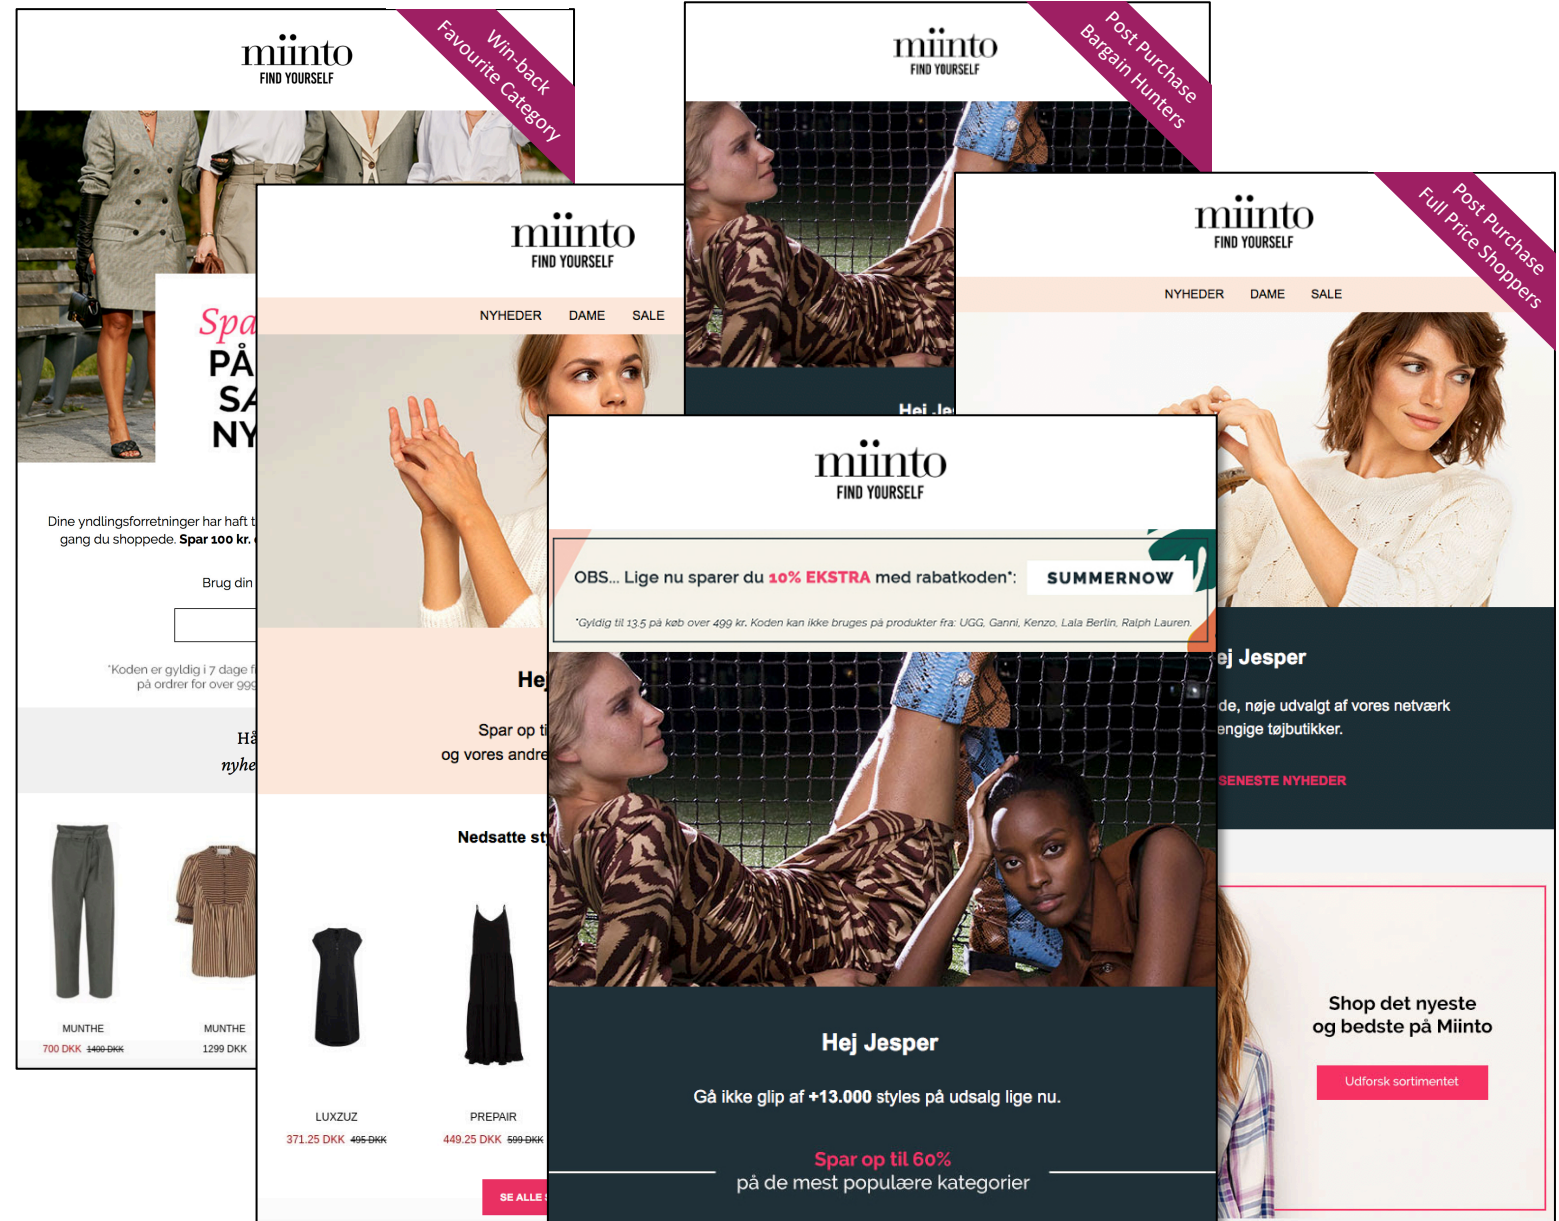 miinto
FIND YOURSELF
Win-back
Favourite Category
Spa
PÅ
SA
NY
Dine yndlingsforretninger har haft t
gang du shoppede. Spar 100 kr.
Brug din
*Koden er gyldig i 7 dage f
på ordrer for over 999
Hå
nyhe
MUNTHE
700 DKK 1400 DKK
MUNTHE
1299 DKK
miinto
FIND YOURSELF
NYHEDER DAME SALE
Hej
Spar op ti
og vores andre
Nedsatte st
LUXZUZ
371.25 DKK 495 DKK
PREPAIR
449.25 DKK 599 DKK
SE ALLE
miinto
FIND YOURSELF
Post Purchase
Bargain Hunters
Hej Je
miinto
FIND YOURSELF
OBS... Lige nu sparer du 10% EKSTRA med rabatkoden*: SUMMERNOW
*Gyldig til 13.5 på køb over 499 kr. Koden kan ikke bruges på produkter fra: UGG, Ganni, Kenzo, Lala Berlin, Ralph Lauren.
Hej Jesper
Gå ikke glip af +13.000 styles på udsalg lige nu.
Spar op til 60%
på de mest populære kategorier
miinto
FIND YOURSELF
Post Purchase
Full Price Shoppers
NYHEDER DAME SALE
ej Jesper
de, nøje udvalgt af vores netværk
engige tøjbutikker.
SENESTE NYHEDER
Shop det nyeste
og bedste på Miinto
Udforsk sortimentet